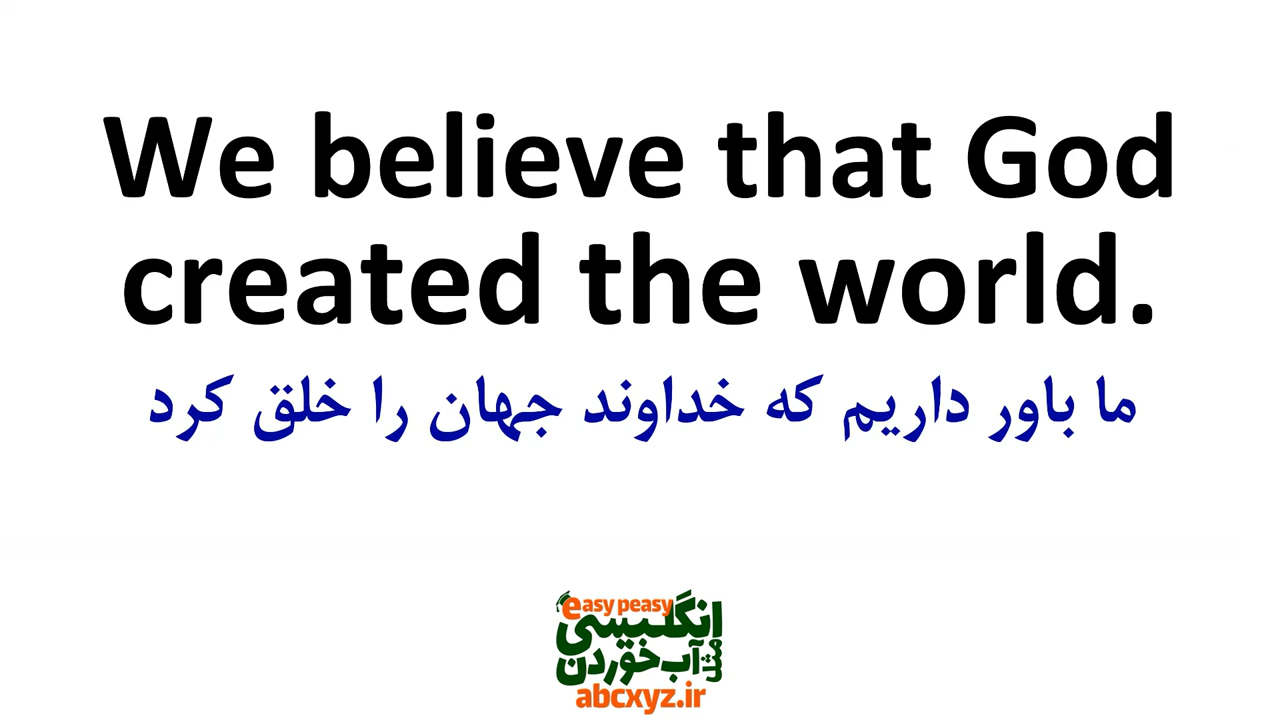 We believe that God
created the world.
ما باور داریم که خداوند جهان را خلق کرد
easy peasy
انگلیسی
مثل آب خوردن
abcxyz.ir